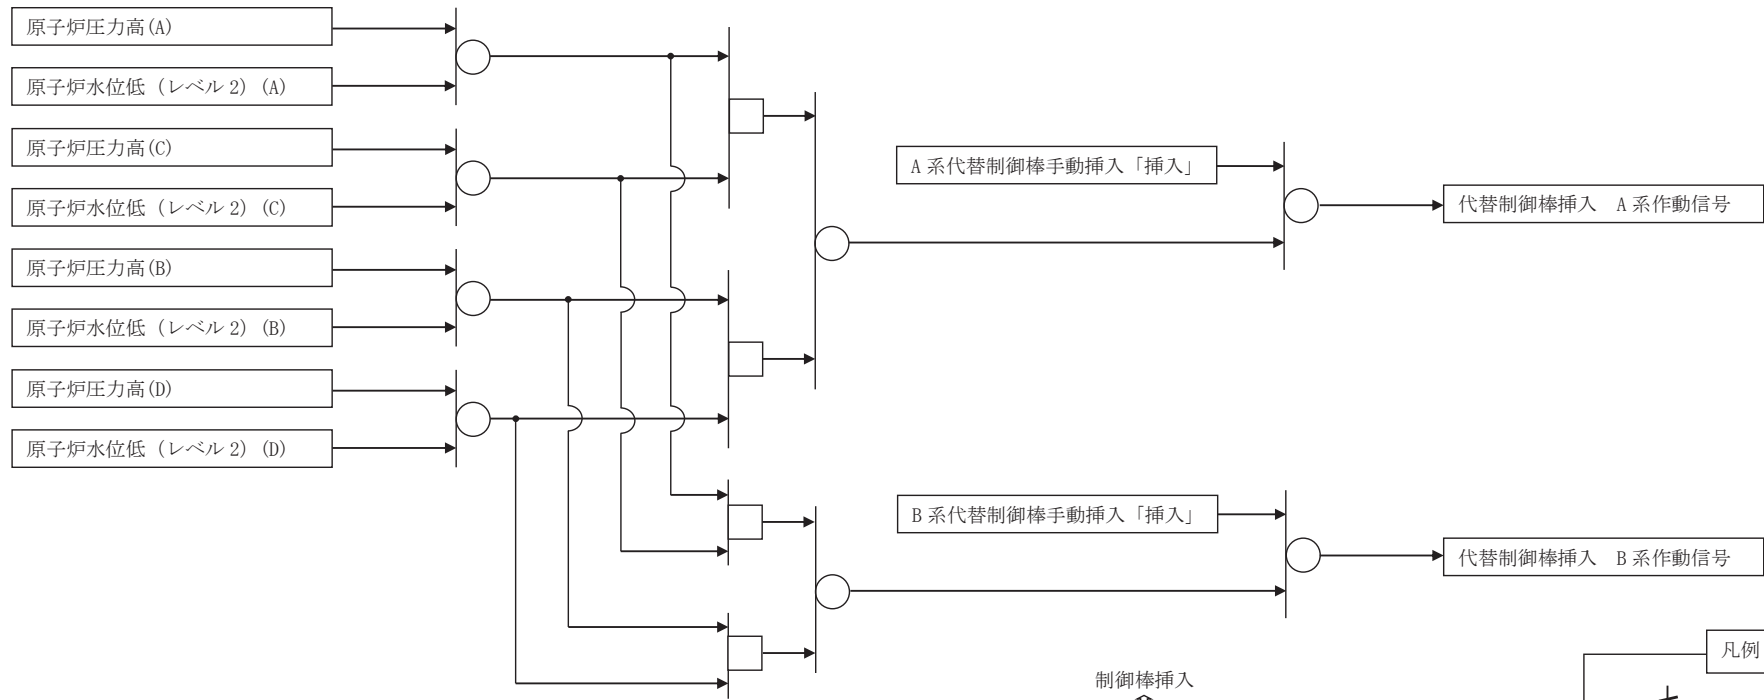 原子炉圧力高(A)
原子炉水位低（レベル2）(A)
原子炉圧力高(C)
原子炉水位低（レベル2）(C)
原子炉圧力高(B)
原子炉水位低（レベル2）(B)
原子炉圧力高(D)
原子炉水位低（レベル2）(D)
A系代替制御棒手動挿入「挿入」
代替制御棒挿入　A系作動信号
B系代替制御棒手動挿入「挿入」
代替制御棒挿入　B系作動信号
制御棒挿入
凡例